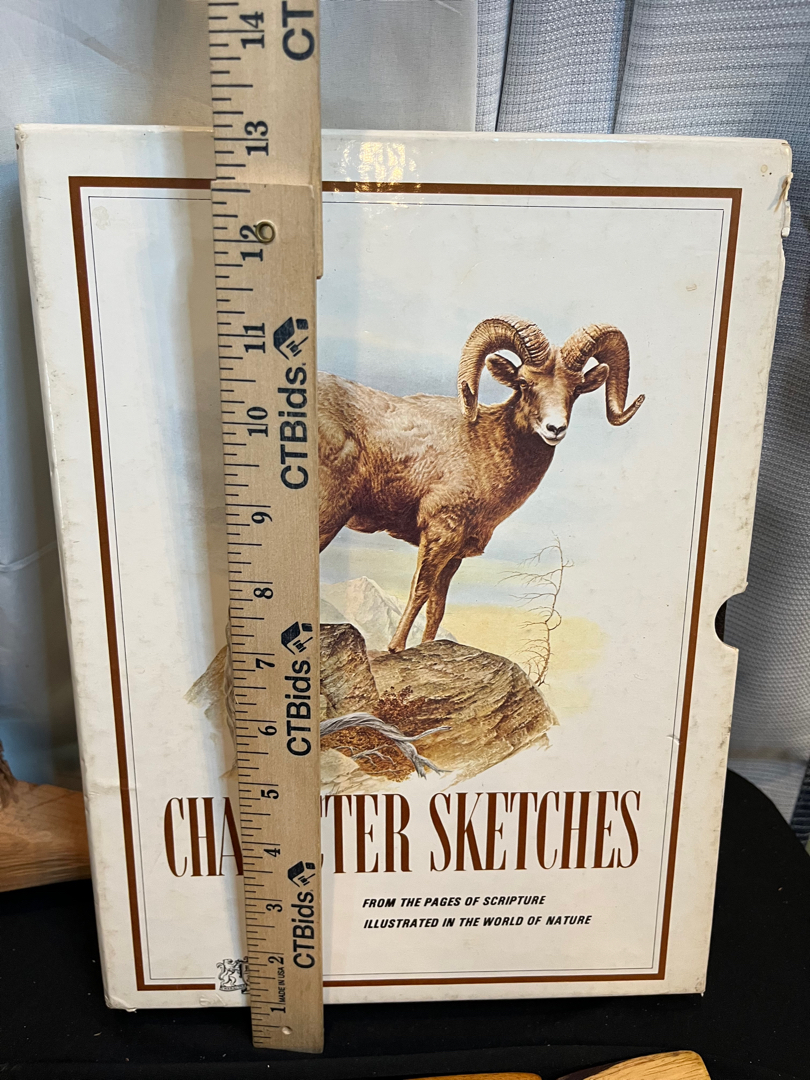 14
CT
13
12
11
CTBids.
10
9
8
7
CTBids.
6
5
4
3
CTBids.
2
MADE IN USA
1
CHA CTER SKETCHES
FROM THE PAGES OF SCRIPTURE
ILLUSTRATED IN THE WORLD OF NATURE